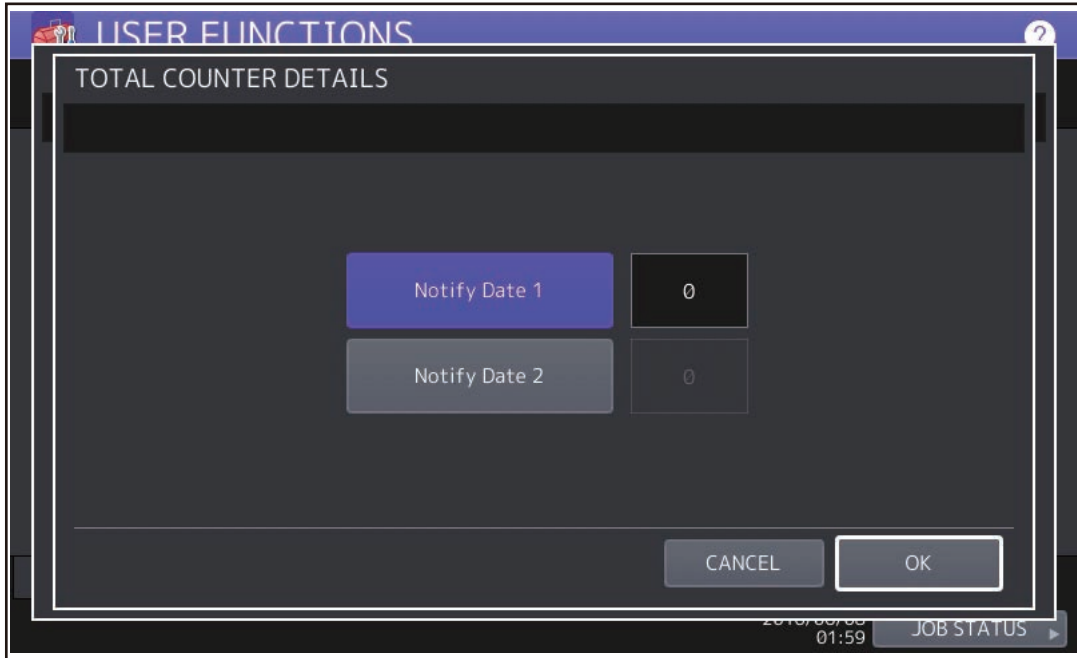 USER FUNCTIONS
?
TOTAL COUNTER DETAILS
Notify Date 1
0
Notify Date 2
0
CANCEL
OK
01:59
JOB STATUS